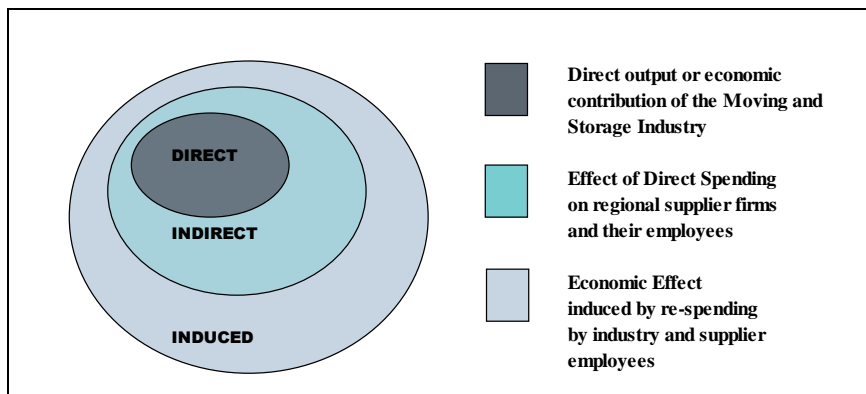 DIRECT
INDIRECT
INDUCED
Direct output or economic
contribution of the Moving and
Storage Industry
Effect of Direct Spending
on regional supplier firms
and their employees
Economic Effect
induced by re-spending
by industry and supplier
employees